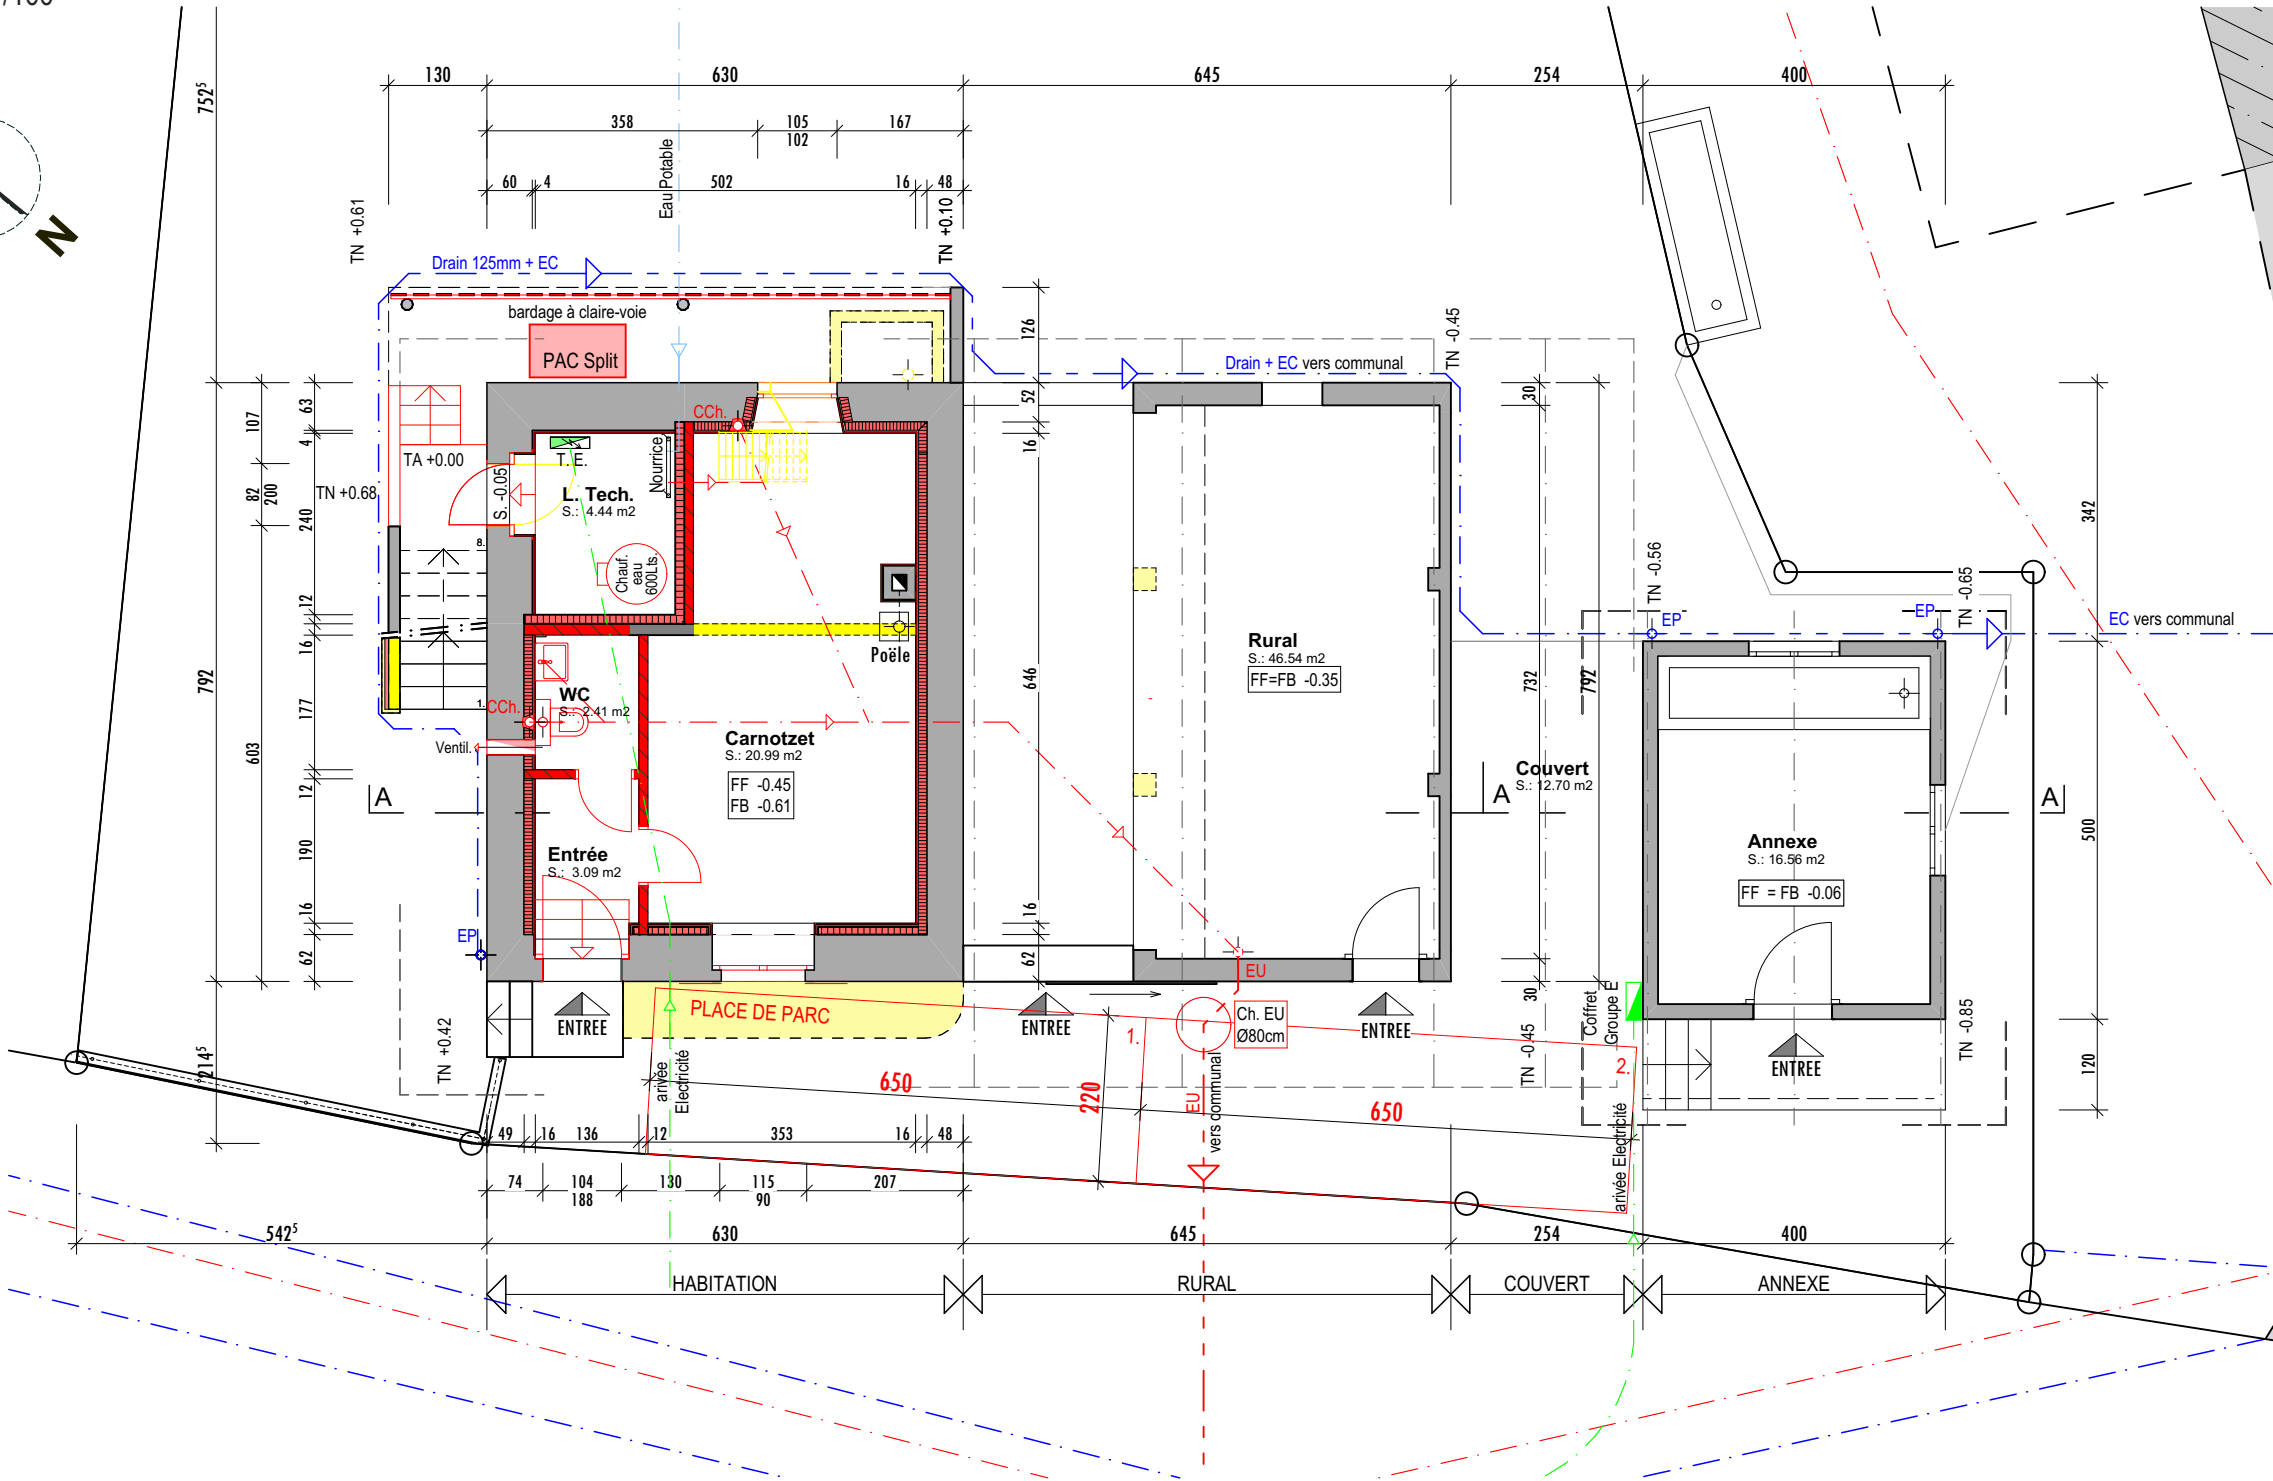 130
630
645
254
400
752⁵
358
105
167
102
60
4
502
16
48
Eau Potable
TN +0.61
TN +0.10
N
Drain 125mm + EC
bardage à claire-voie
PAC Split
126
TN -0.45
Drain + EC vers communal
107
63
52
30
CCh.
4
16
T.E.
Nourrice
TA +0.00
82
200
TN +0.68
S. -0.05
L. Tech.
S.: 4.44 m2
240
342
8.
Chauf.
eau
600Lts.
TN -0.56
TN -0.65
12
EP
EP
EC vers communal
16
Poêle
Rural
S.: 46.54 m2
FF=FB -0.35
792
646
732
792
WC
S.: 2.41 m2
177
1.
CCh.
Ventil.
Carnotzet
S.: 20.99 m2
603
FF -0.45
FB -0.61
12
A
A
Couvert
S.: 12.70 m2
A
190
Entrée
S.: 3.09 m2
Annexe
S.: 16.56 m2
500
FF = FB -0.06
16
16
62
EP
62
30
EU
PLACE DE PARC
ENTREE
ENTREE
Ch. EU
Ø80cm
ENTREE
Coffret
Groupe E
TN +0.42
1.
TN -0.45
2.
ENTREE
TN -0.85
214⁵
arrivée
Electricité
650
220
EU
vers communal
650
120
arivée Electricité
49
16
136
12
353
16
48
74
104
130
115
207
188
90
542⁵
630
645
254
400
HABITATION
RURAL
COUVERT
ANNEXE